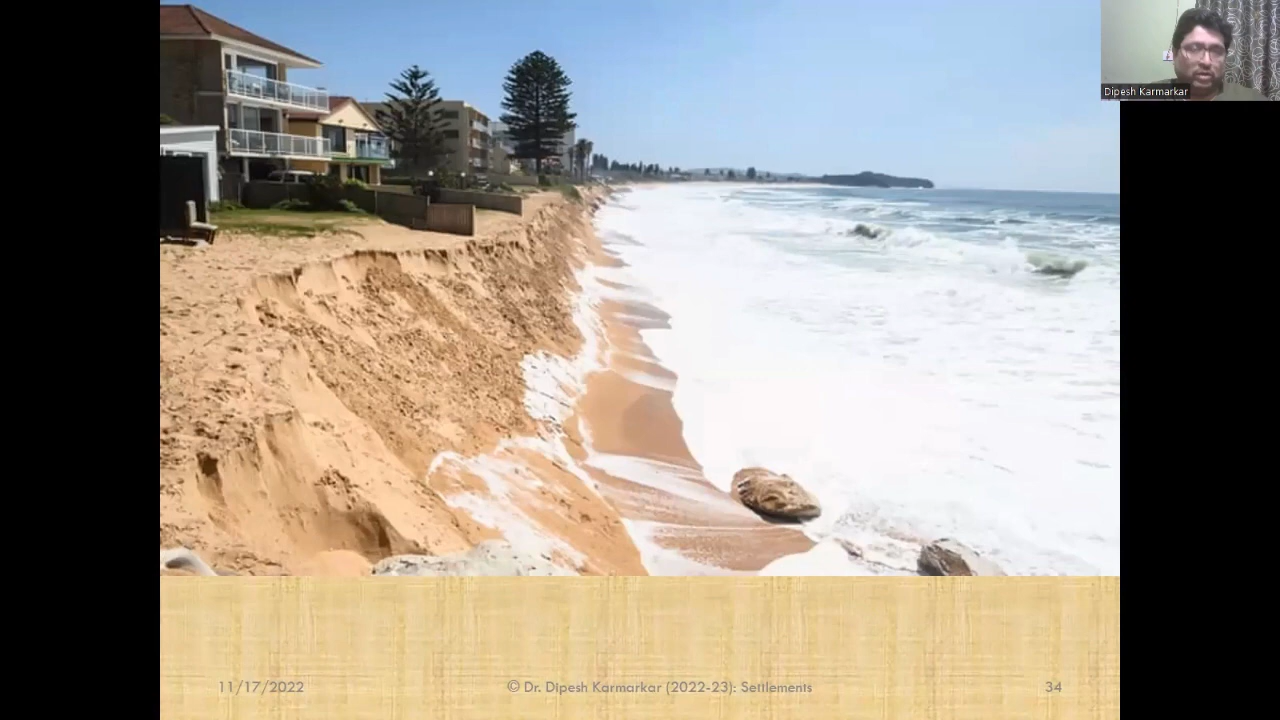 Dipesh Karmarkar
11/17/2022
© Dr. Dipesh Karmarkar (2022-23): Settlements
34